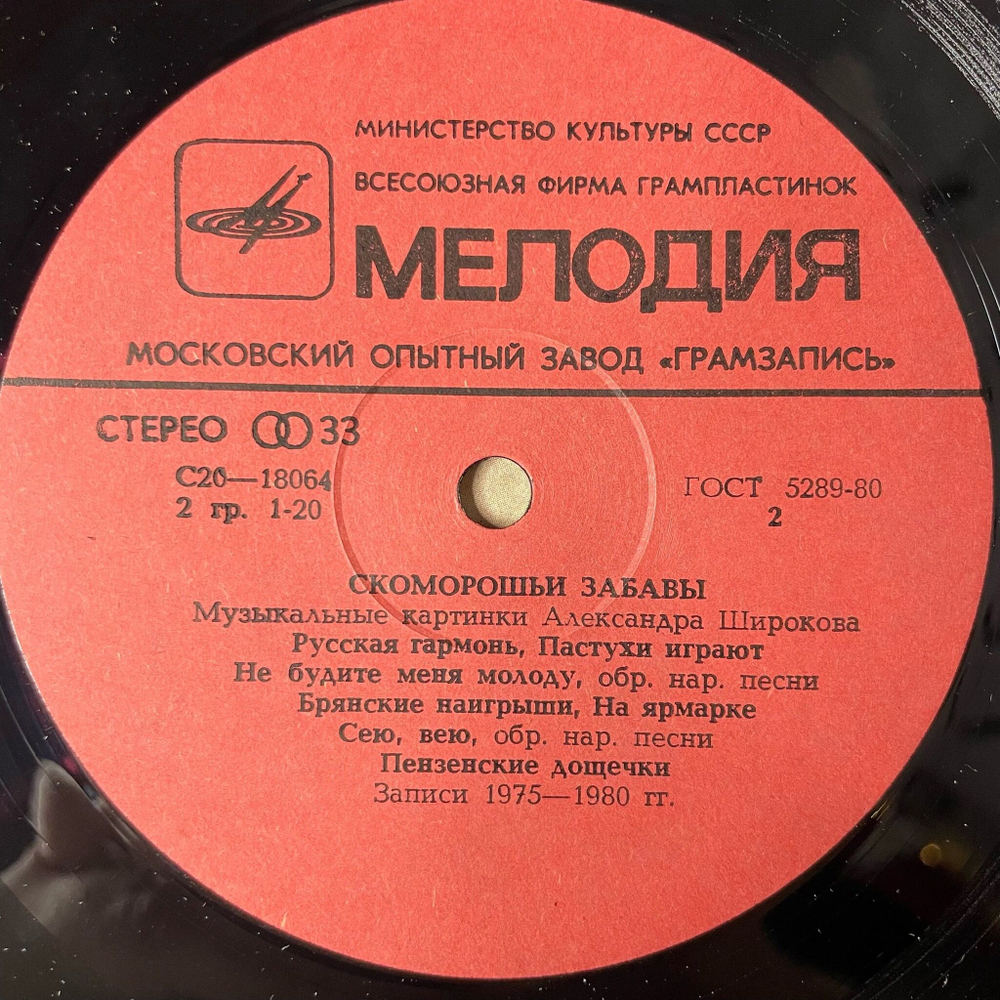 МИНИСТЕРСТВО КУЛЬТУРЫ СССР
ВСЕСОЮЗНАЯ ФИРМА ГРАМПЛАСТИНОК
МЕЛОДИЯ
МОСКОВСКИЙ ОПЫТНЫЙ ЗАВОД «ГРАМЗАПИСЬ»
СТЕРЕО 33
С20—18064
2 гр. 1-20
ГОСТ 5289-80
2
СКОМОРОШЬИ ЗАБАВЫ
Музыкальные картинки Александра Широкова
Русская гармонь, Пастухи играют
Не будите меня молоду, обр. нар. песни
Брянские наигрыши, На ярмарке
Сею, вею, обр. нар. песни
Пензенские дощечки
Записи 1975—1980 гг.